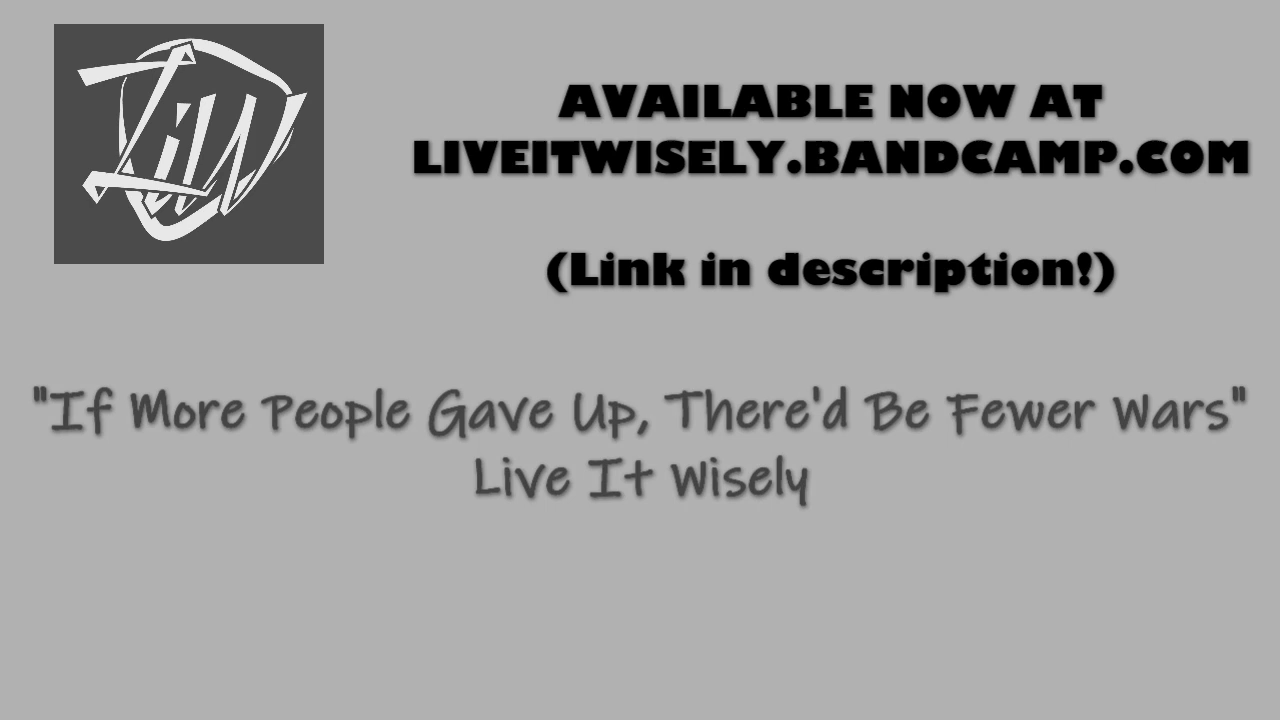 LiW
AVAILABLE NOW AT
LIVEITWISELY.BANDCAMP.COM
(Link in description!)
"If More People Gave Up, There'd Be Fewer Wars"
Live It Wisely